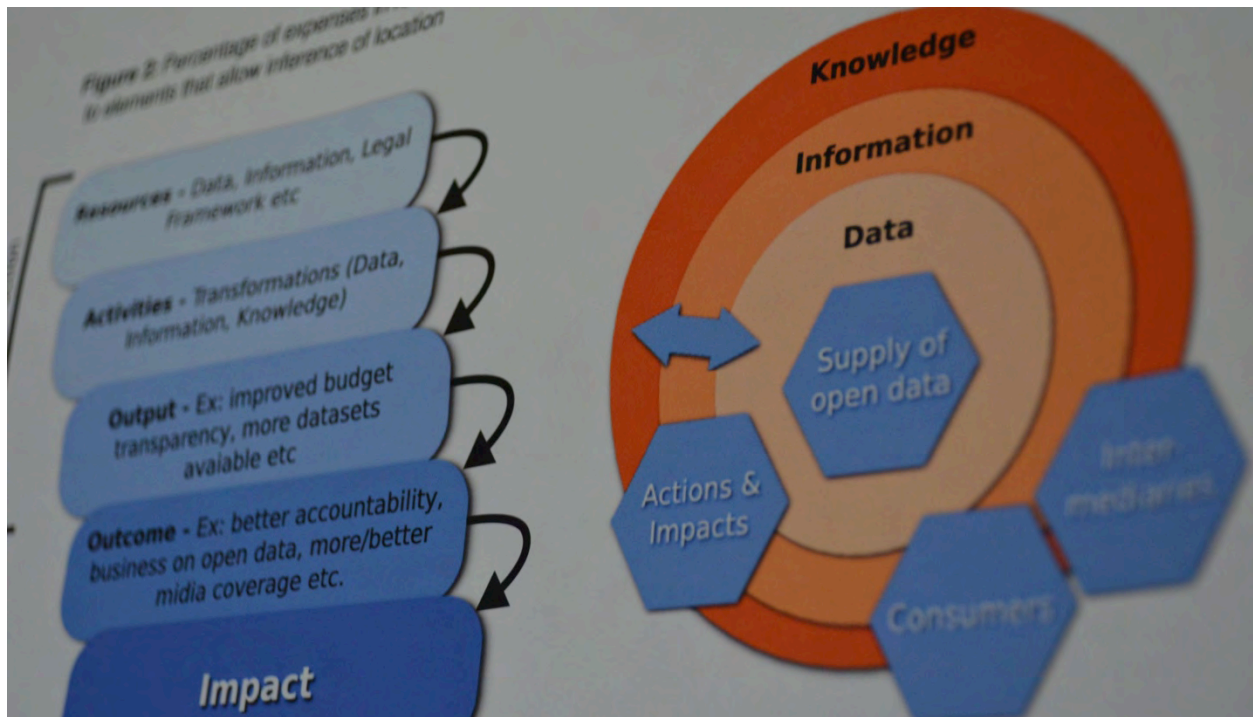 Figure 2: Percentage of expenses
to elements that allow inference of location
Resources - Data, Information, Legal
Framework etc
Activities - Transformations (Data,
Information, Knowledge)
Output - Ex: improved budget
transparency, more datasets
avaiable etc
Outcome - Ex: better accountability,
business on open data, more/better
midia coverage etc.
Impact
Knowledge
Information
Data
Supply of
open data
Actions &
Impacts
Inter-
mediaries
Consumers